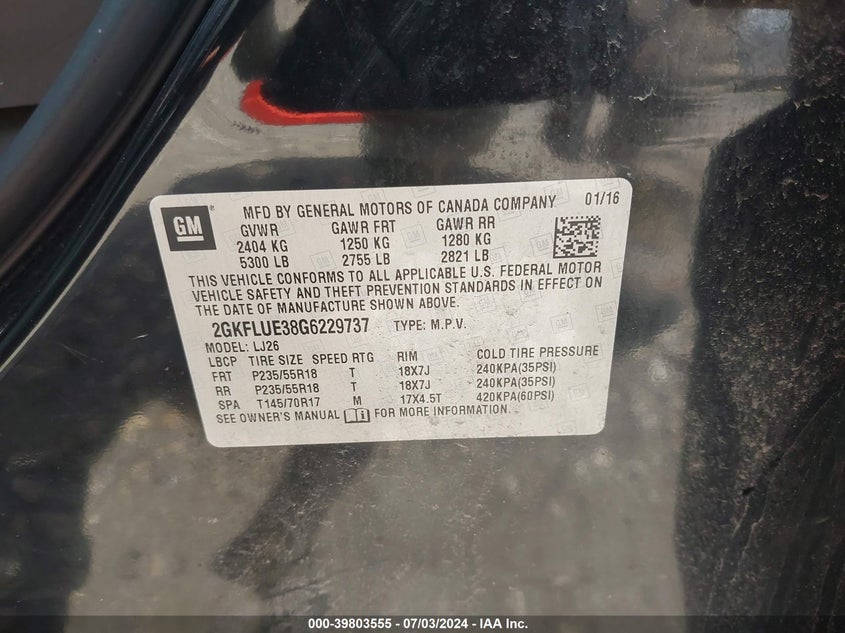 GM MFD BY GENERAL MOTORS OF CANADA COMPANY 01/16
GVWR GAWR FRT GAWR RR
2404 KG 1250 KG 1280 KG
5300 LB 2755 LB 2821 LB
THIS VEHICLE CONFORMS TO ALL APPLICABLE U.S. FEDERAL MOTOR
VEHICLE SAFETY AND THEFT PREVENTION STANDARDS IN EFFECT ON
THE DATE OF MANUFACTURE SHOWN ABOVE.
2GKFLUE38G6229737 TYPE: M.P.V.
MODEL: LJ26
LBCP TIRE SIZE SPEED RTG RIM COLD TIRE PRESSURE
FRT P235/55R18 T 18X7J 240KPA(35PSI)
RR P235/55R18 T 18X7J 240KPA(35PSI)
SPA T145/70R17 M 17X4.5T 420KPA(60PSI)
SEE OWNER'S MANUAL FOR MORE INFORMATION.
000-39803555 - 07/03/2024 - IAA Inc.